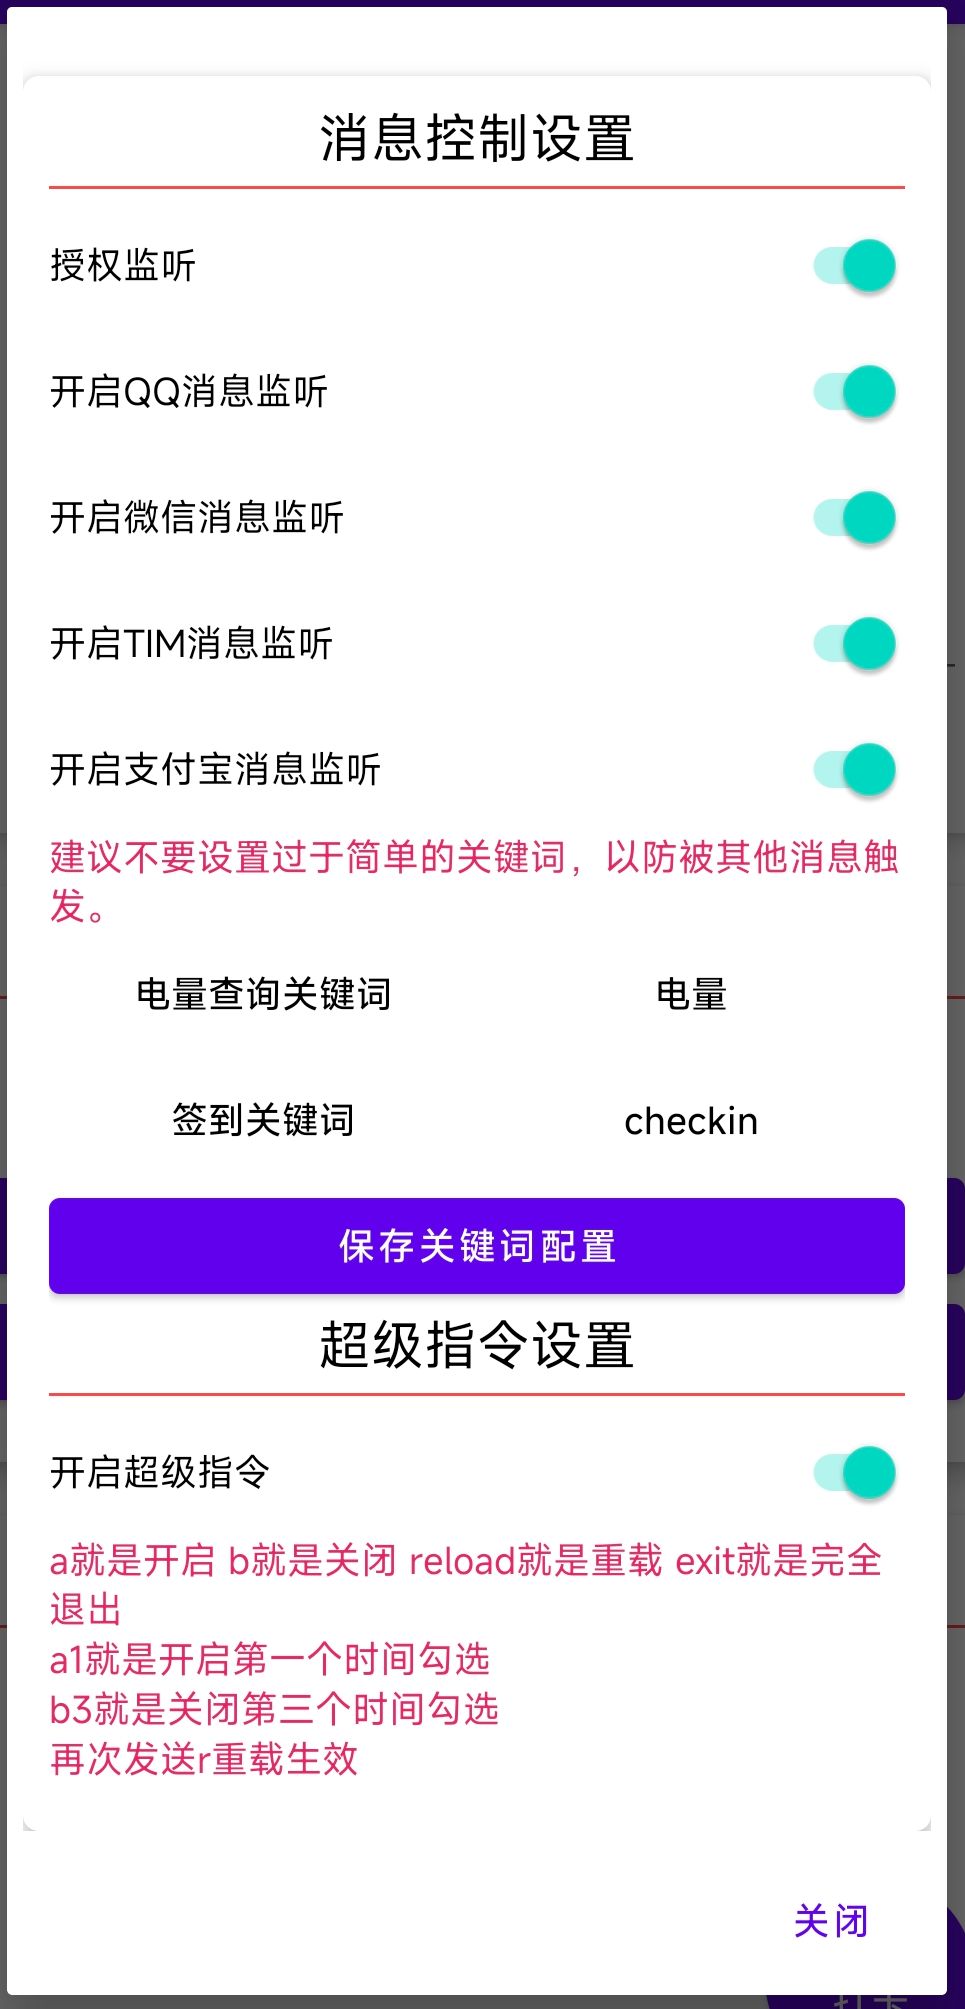 消息控制设置
授权监听
开启QQ消息监听
开启微信消息监听
开启TIM消息监听
开启支付宝消息监听
建议不要设置过于简单的关键词，以防被其他消息触
发。
电量查询关键词 电量
签到关键词 checkin
保存关键词配置
超级指令设置
开启超级指令
a就是开启 b就是关闭 reload就是重载 exit就是完全
退出
a1就是开启第一个时间勾选
b3就是关闭第三个时间勾选
再次发送r重载生效
关闭